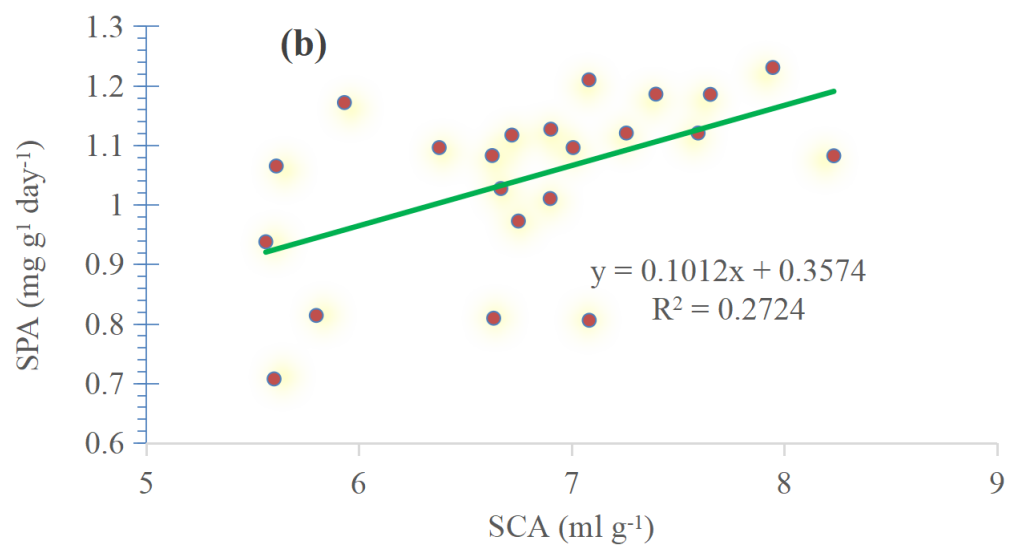 (b)
1.3
1.2
1.1
1
0.9
0.8
0.7
0.6
SPA (mg g¹ day⁻¹)
y = 0.1012x + 0.3574
R² = 0.2724
5 6 7 8 9
SCA (ml g⁻¹)